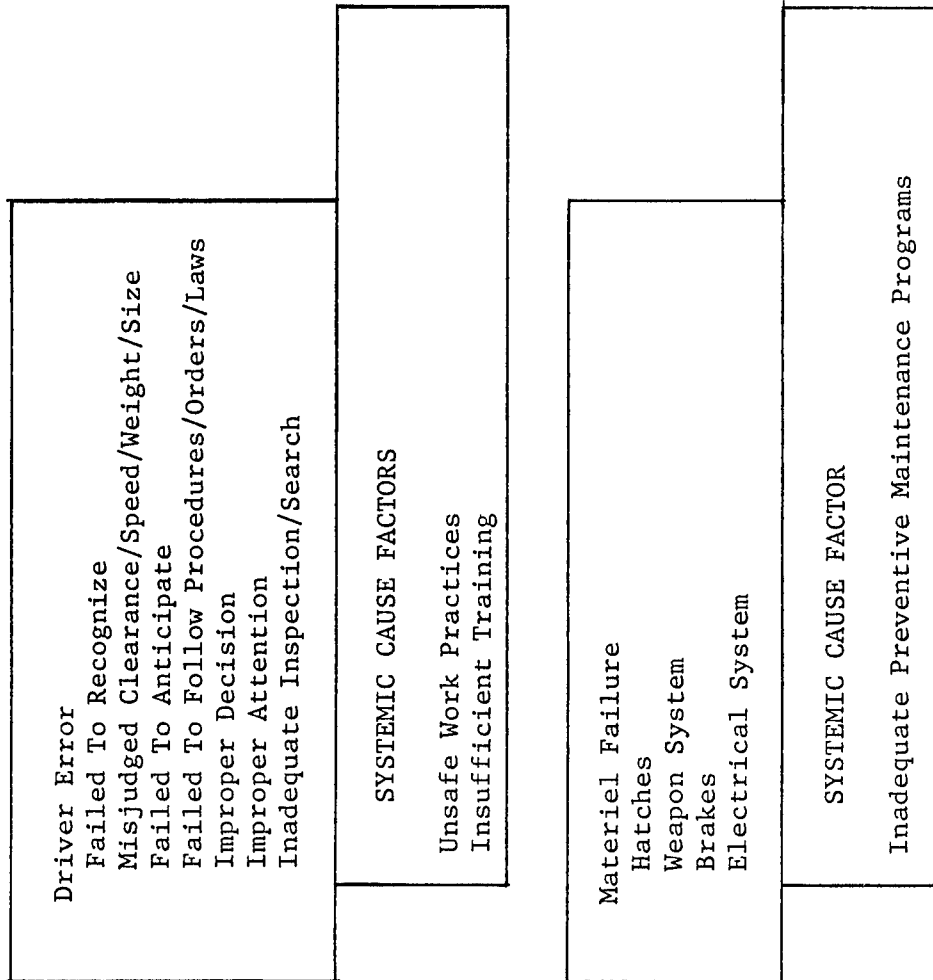 Driver Error
Failed To Recognize
Misjudged Clearance/Speed/Weight/Size
Failed To Anticipate
Failed To Follow Procedures/Orders/Laws
Improper Decision
Improper Attention
Inadequate Inspection/Search
SYSTEMIC CAUSE FACTORS
Unsafe Work Practices
Insufficient Training
Materiel Failure
Hatches
Weapon System
Brakes
Electrical System
SYSTEMIC CAUSE FACTOR
Inadequate Preventive Maintenance Programs